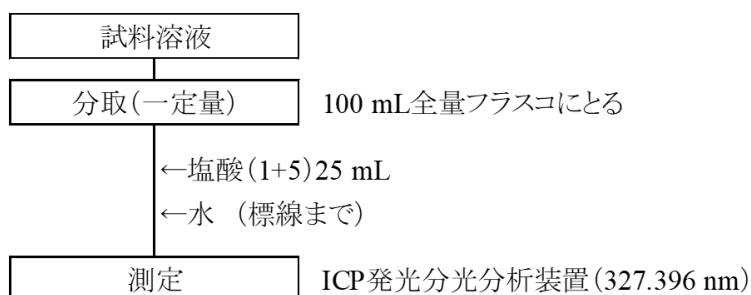 試料溶液
分取(一定量) 100 mL全量フラスコにとる
←塩酸(1+5)25 mL
←水 (標線まで)
測定 ICP発光分光分析装置(327.396 nm)